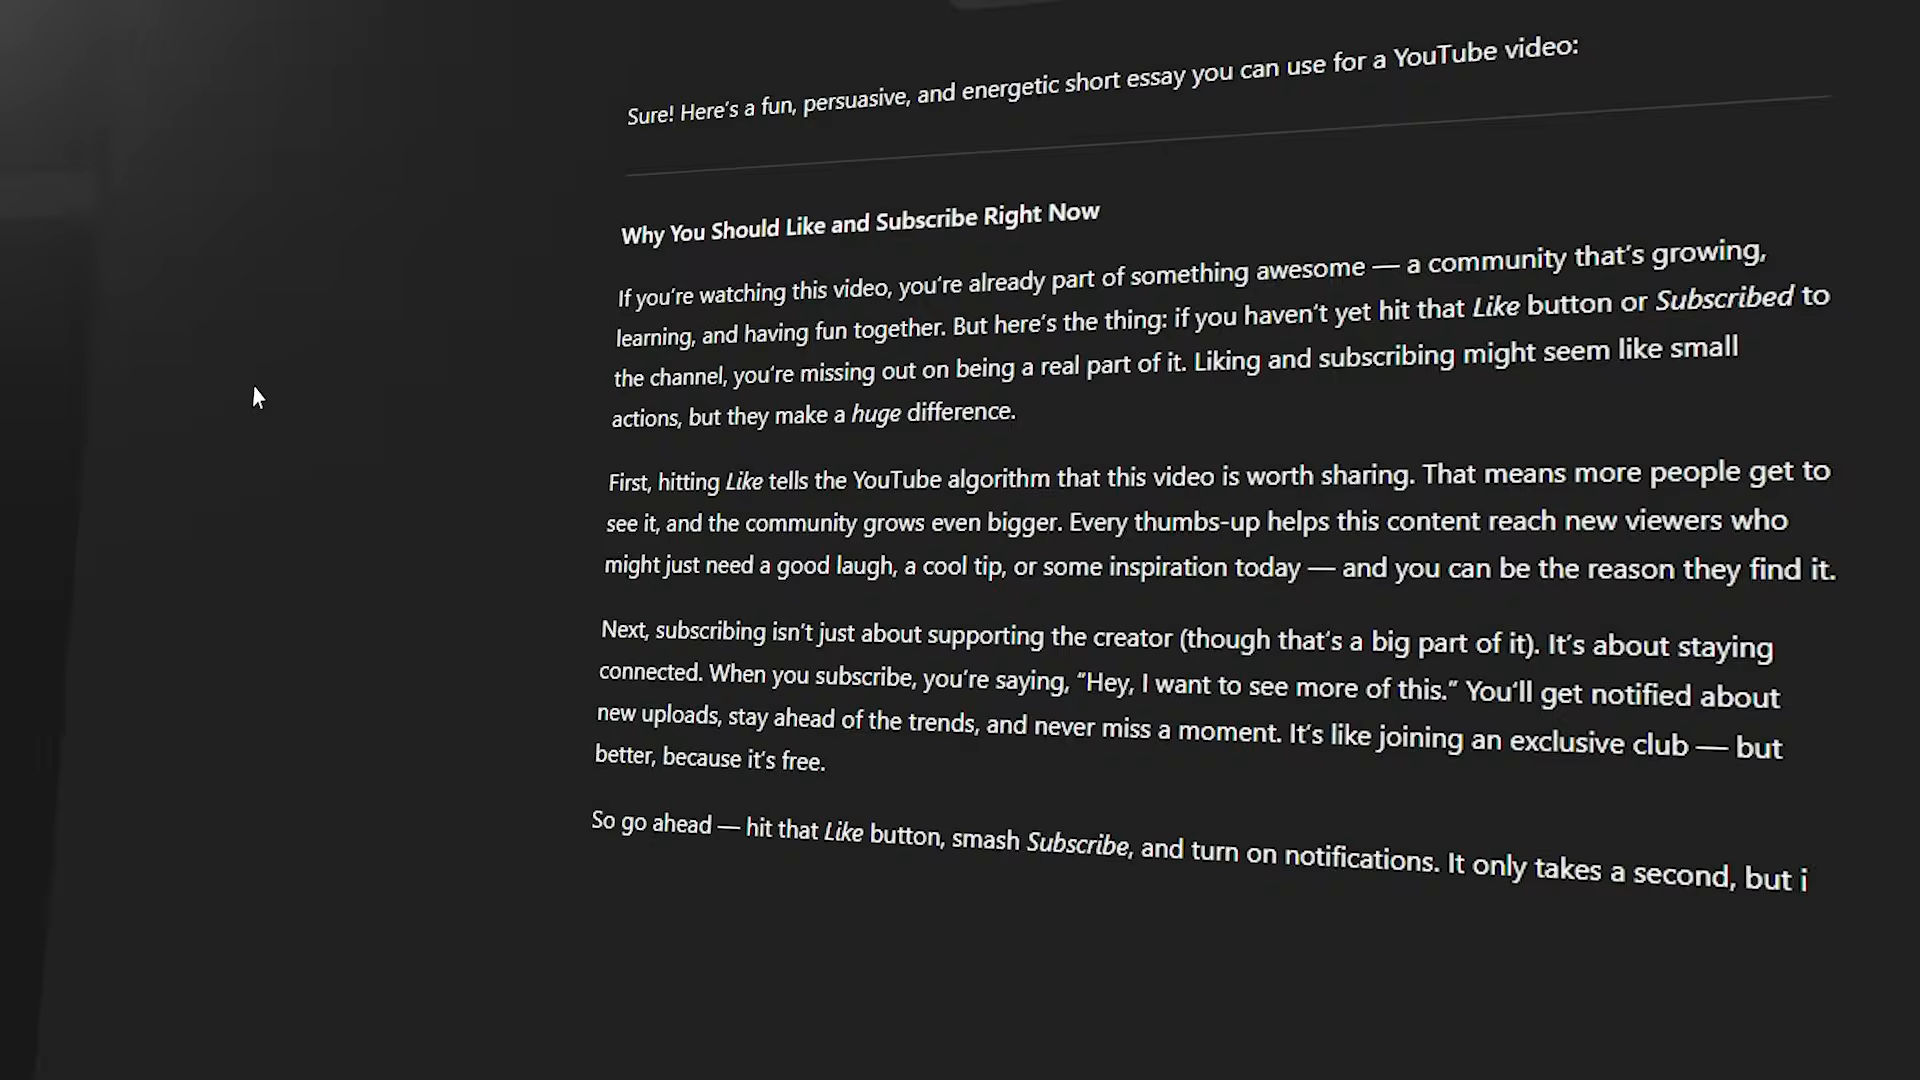 Sure! Here's a fun, persuasive, and energetic short essay you can use for a YouTube video:
Why You Should Like and Subscribe Right Now
If you're watching this video, you're already part of something awesome — a community that's growing,
learning, and having fun together. But here's the thing: if you haven't yet hit that Like button or Subscribed to
the channel, you're missing out on being a real part of it. Liking and subscribing might seem like small
actions, but they make a huge difference.
First, hitting Like tells the YouTube algorithm that this video is worth sharing. That means more people get to
see it, and the community grows even bigger. Every thumbs-up helps this content reach new viewers who
might just need a good laugh, a cool tip, or some inspiration today — and you can be the reason they find it.
Next, subscribing isn't just about supporting the creator (though that's a big part of it). It's about staying
connected. When you subscribe, you're saying, “Hey, I want to see more of this.” You'll get notified about
new uploads, stay ahead of the trends, and never miss a moment. It's like joining an exclusive club — but
better, because it's free.
So go ahead — hit that Like button, smash Subscribe, and turn on notifications. It only takes a second, but i